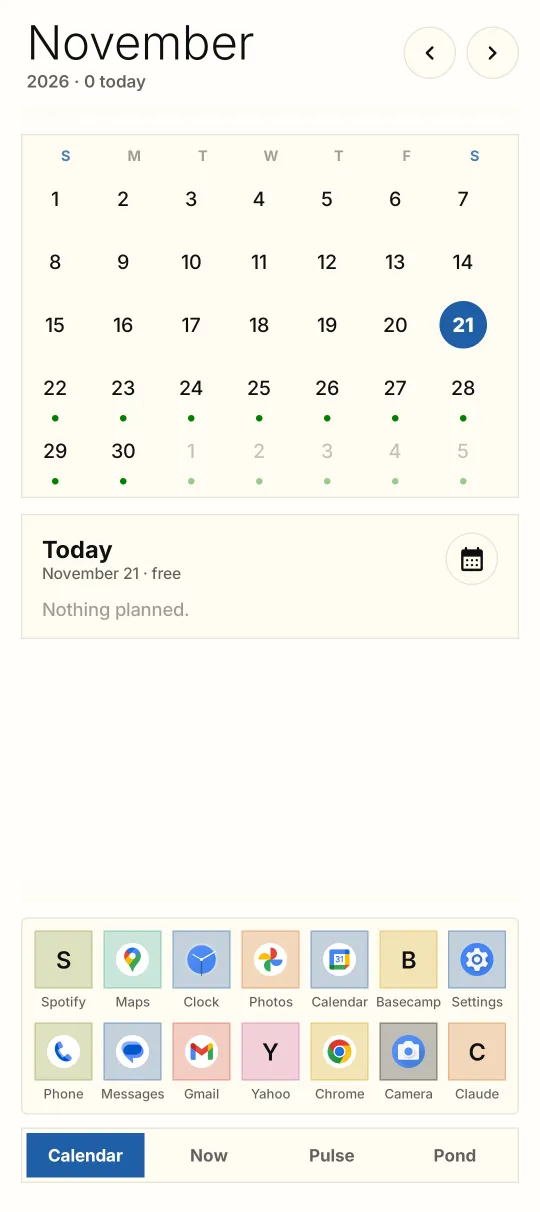 November
2026 · 0 today
S M T W T F S
1 2 3 4 5 6 7
8 9 10 11 12 13 14
15 16 17 18 19 20 21
22 23 24 25 26 27 28
29 30 1 2 3 4 5
Today
November 21 · free
Nothing planned.
S 31 B
Spotify Maps Clock Photos Calendar Basecamp Settings
Y C
Phone Messages Gmail Yahoo Chrome Camera Claude
Calendar Now Pulse Pond